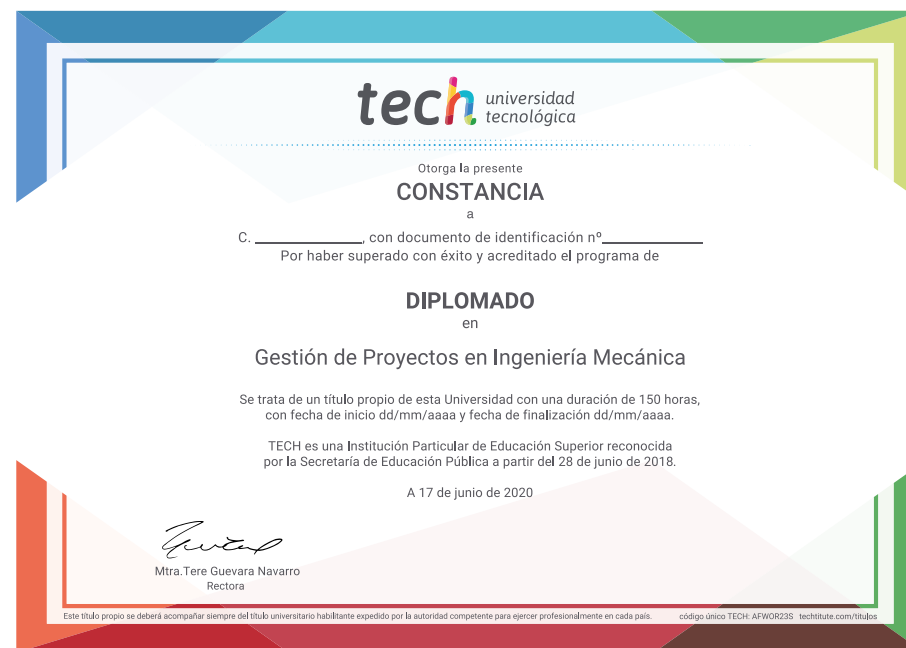 tech universidad
tecnológica
Otorga la presente
CONSTANCIA
a
C. ____________, con documento de identificación nº____________
Por haber superado con éxito y acreditado el programa de
DIPLOMADO
en
Gestión de Proyectos en Ingeniería Mecánica
Se trata de un título propio de esta Universidad con una duración de 150 horas,
con fecha de inicio dd/mm/aaaa y fecha de finalización dd/mm/aaaa.
TECH es una Institución Particular de Educación Superior reconocida
por la Secretaría de Educación Pública a partir del 28 de junio de 2018.
A 17 de junio de 2020
Mtra.Tere Guevara Navarro
Rectora
Este título propio se deberá acompañar siempre del título universitario habilitante expedido por la autoridad competente para ejercer profesionalmente en cada país. código único TECH: AFWOR23S techtitute.com/titulos